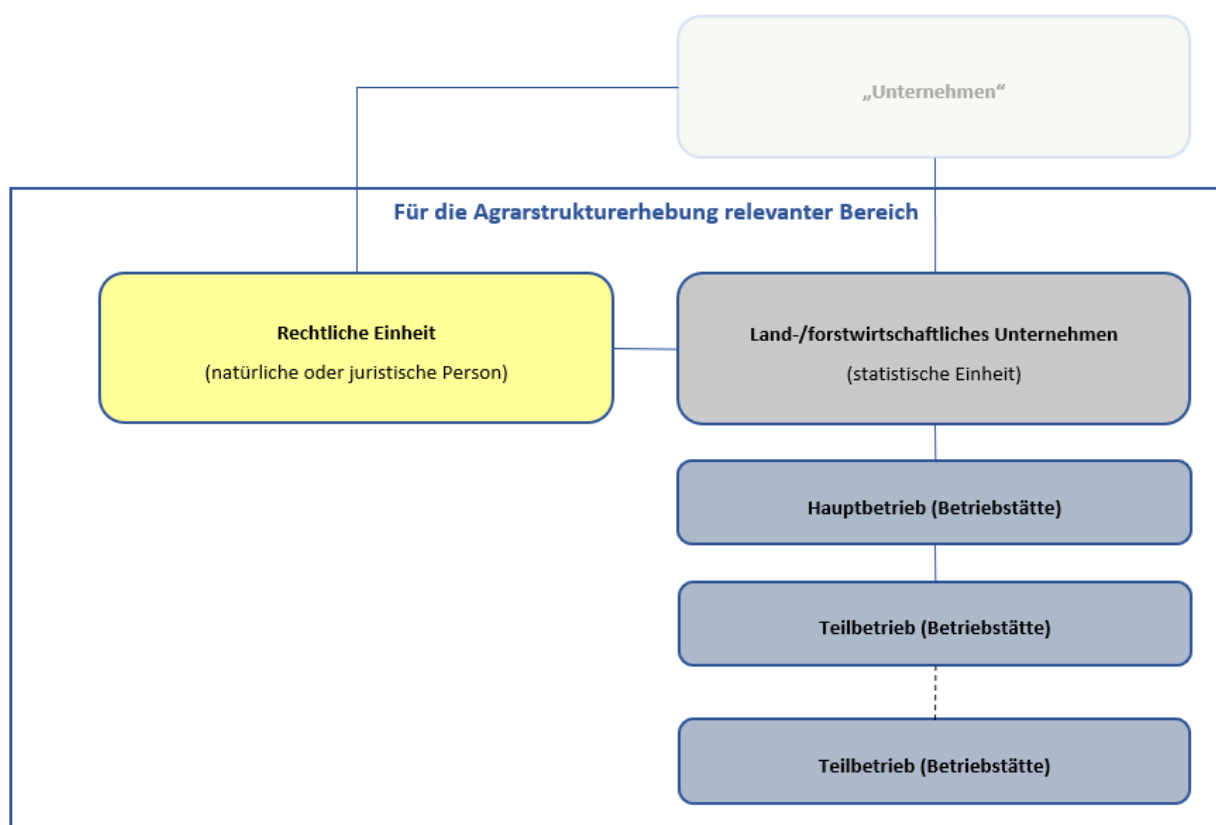 „Unternehmen“
Für die Agrarstrukturerhebung relevanter Bereich
Rechtliche Einheit
(natürliche oder juristische Person)
Land-/forstwirtschaftliches Unternehmen
(statistische Einheit)
Hauptbetrieb (Betriebstätte)
Teilbetrieb (Betriebstätte)
Teilbetrieb (Betriebstätte)